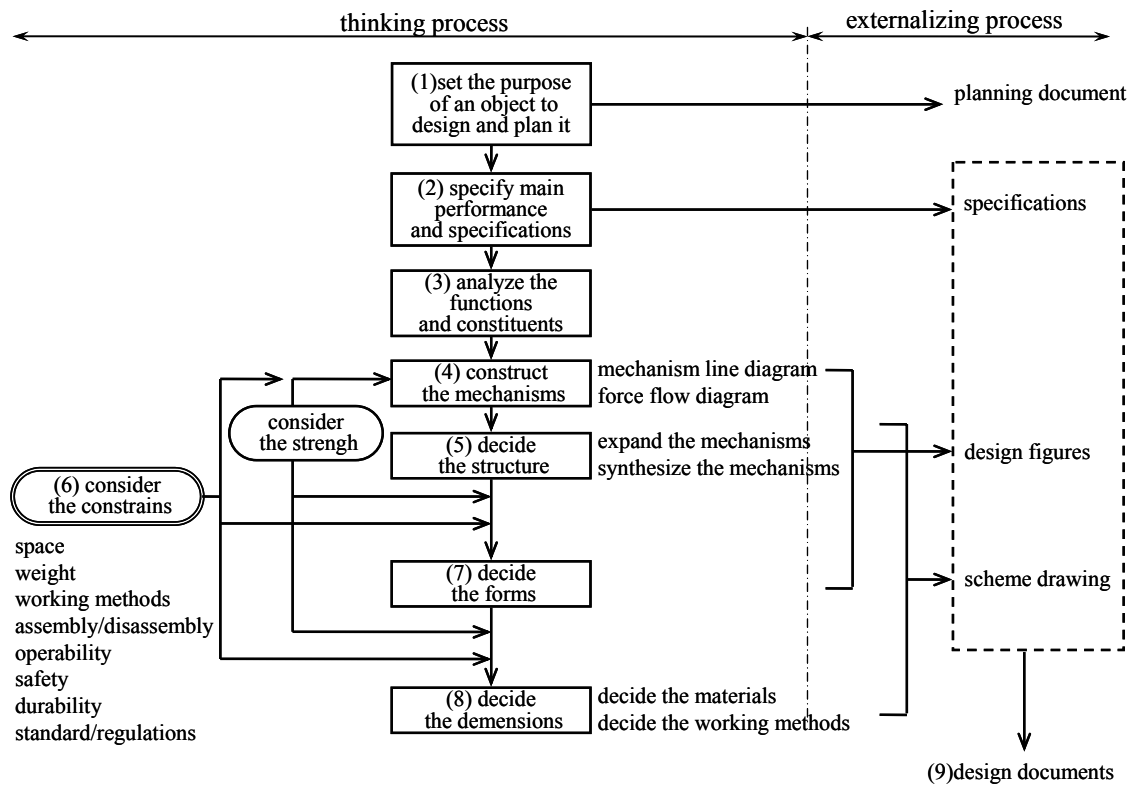 thinking process
externalizing process
(1)set the purpose
of an object to
design and plan it
planning document
(2) specify main
performance
and specifications
specifications
(3) analyze the
functions
and constituents
(4) construct
the mechanisms
mechanism line diagram
force flow diagram
consider
the strengh
(5) decide
the structure
expand the mechanisms
synthesize the mechanisms
design figures
(6) consider
the constrains
space
weight
working methods
assembly/disassembly
operability
safety
durability
standard/regulations
(7) decide
the forms
scheme drawing
(8) decide
the demensions
decide the materials
decide the working methods
(9)design documents